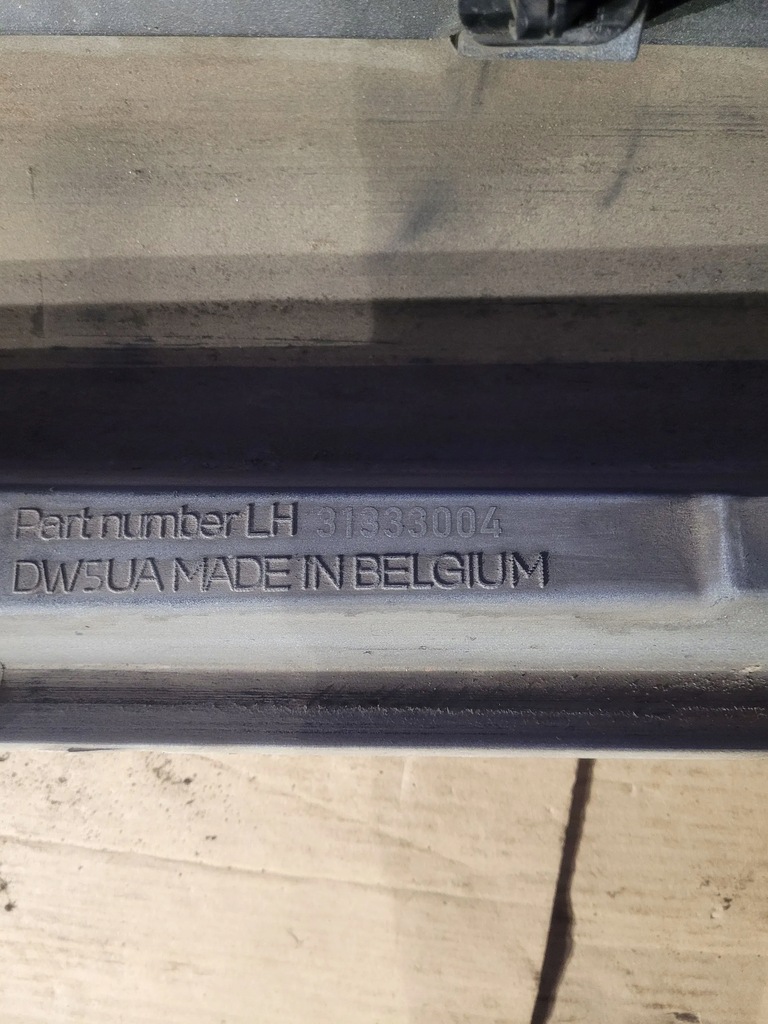 Part number LH 31333004
DW5UA MADE IN BELGIUM